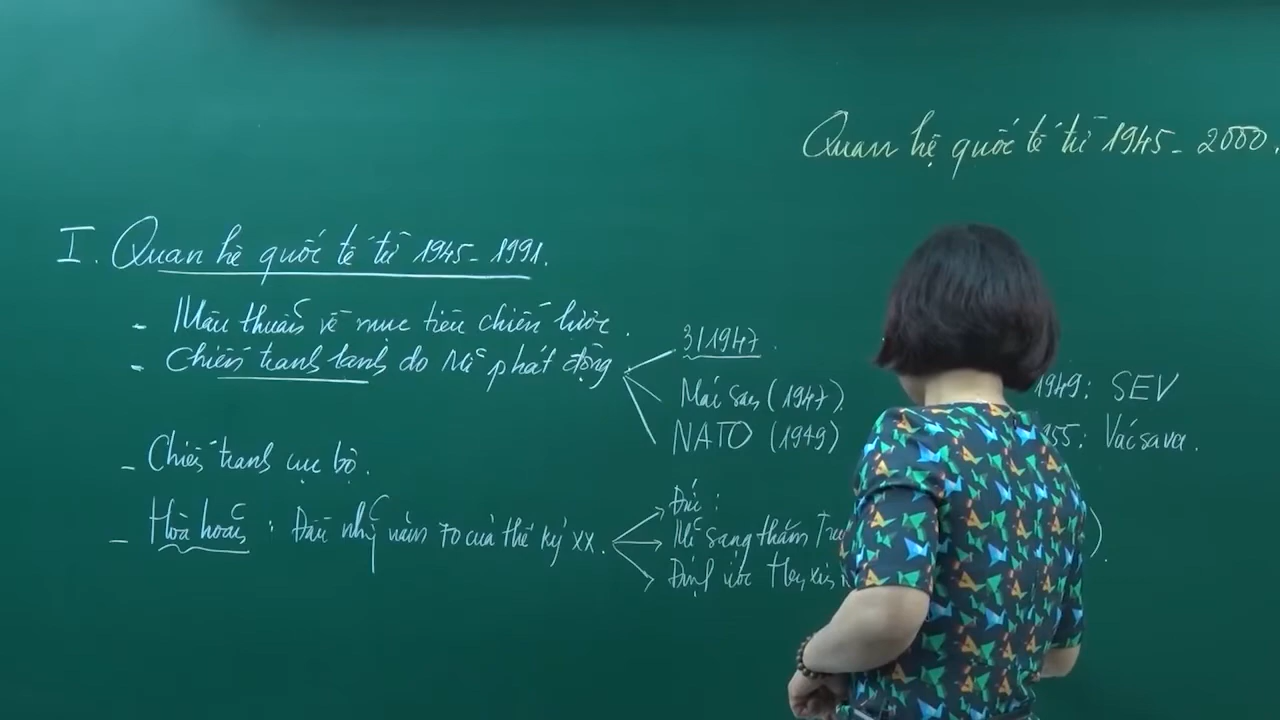 Quan hệ quốc tế từ 1945 - 2000.
I. Quan hệ quốc tế từ 1945 - 1991.
- Mâu thuẫn về mục tiêu chiến lược.
- Chiến tranh lạnh do Mĩ phát động
3/1947.
Mác san (1947).
1949: SEV
NATO (1949)
55: Vácsava.
- Chiến tranh cục bộ.
- Hòa hoãn: Đầu những năm 70 của thế kỷ XX.
Đức:
Mĩ sang thăm Tru
)
Định ước Henxin